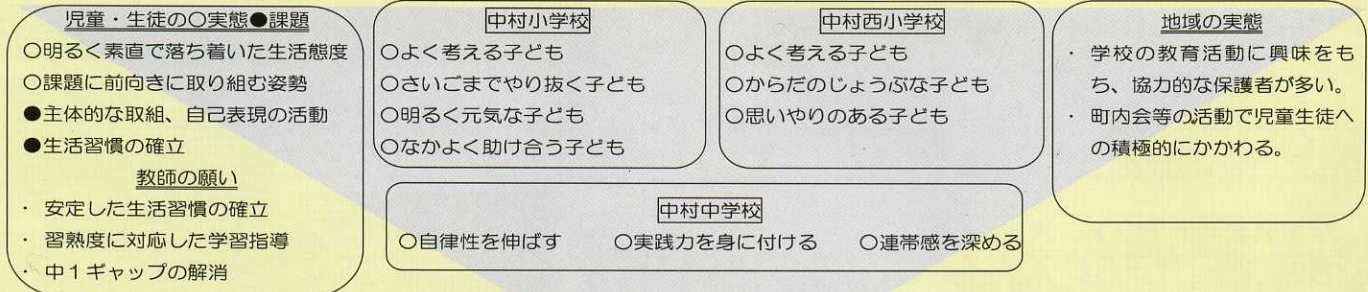 児童・生徒の○実態●課題
○明るく素直で落ち着いた生活態度
○課題に前向きに取り組む姿勢
●主体的な取組、自己表現の活動
●生活習慣の確立
教師の願い
・ 安定した生活習慣の確立
・ 習熟度に対応した学習指導
・ 中１ギャップの解消
中村小学校
○よく考える子ども
○さいごまでやり抜く子ども
○明るく元気な子ども
○なかよく助け合う子ども
中村西小学校
○よく考える子ども
○からだのじょうぶな子ども
○思いやりのある子ども
中村中学校
○自律性を伸ばす　○実践力を身に付ける　○連帯感を深める
地域の実態
・ 学校の教育活動に興味をも
ち、協力的な保護者が多い。
・ 町内会等の活動で児童生徒へ
の積極的にかかわる。